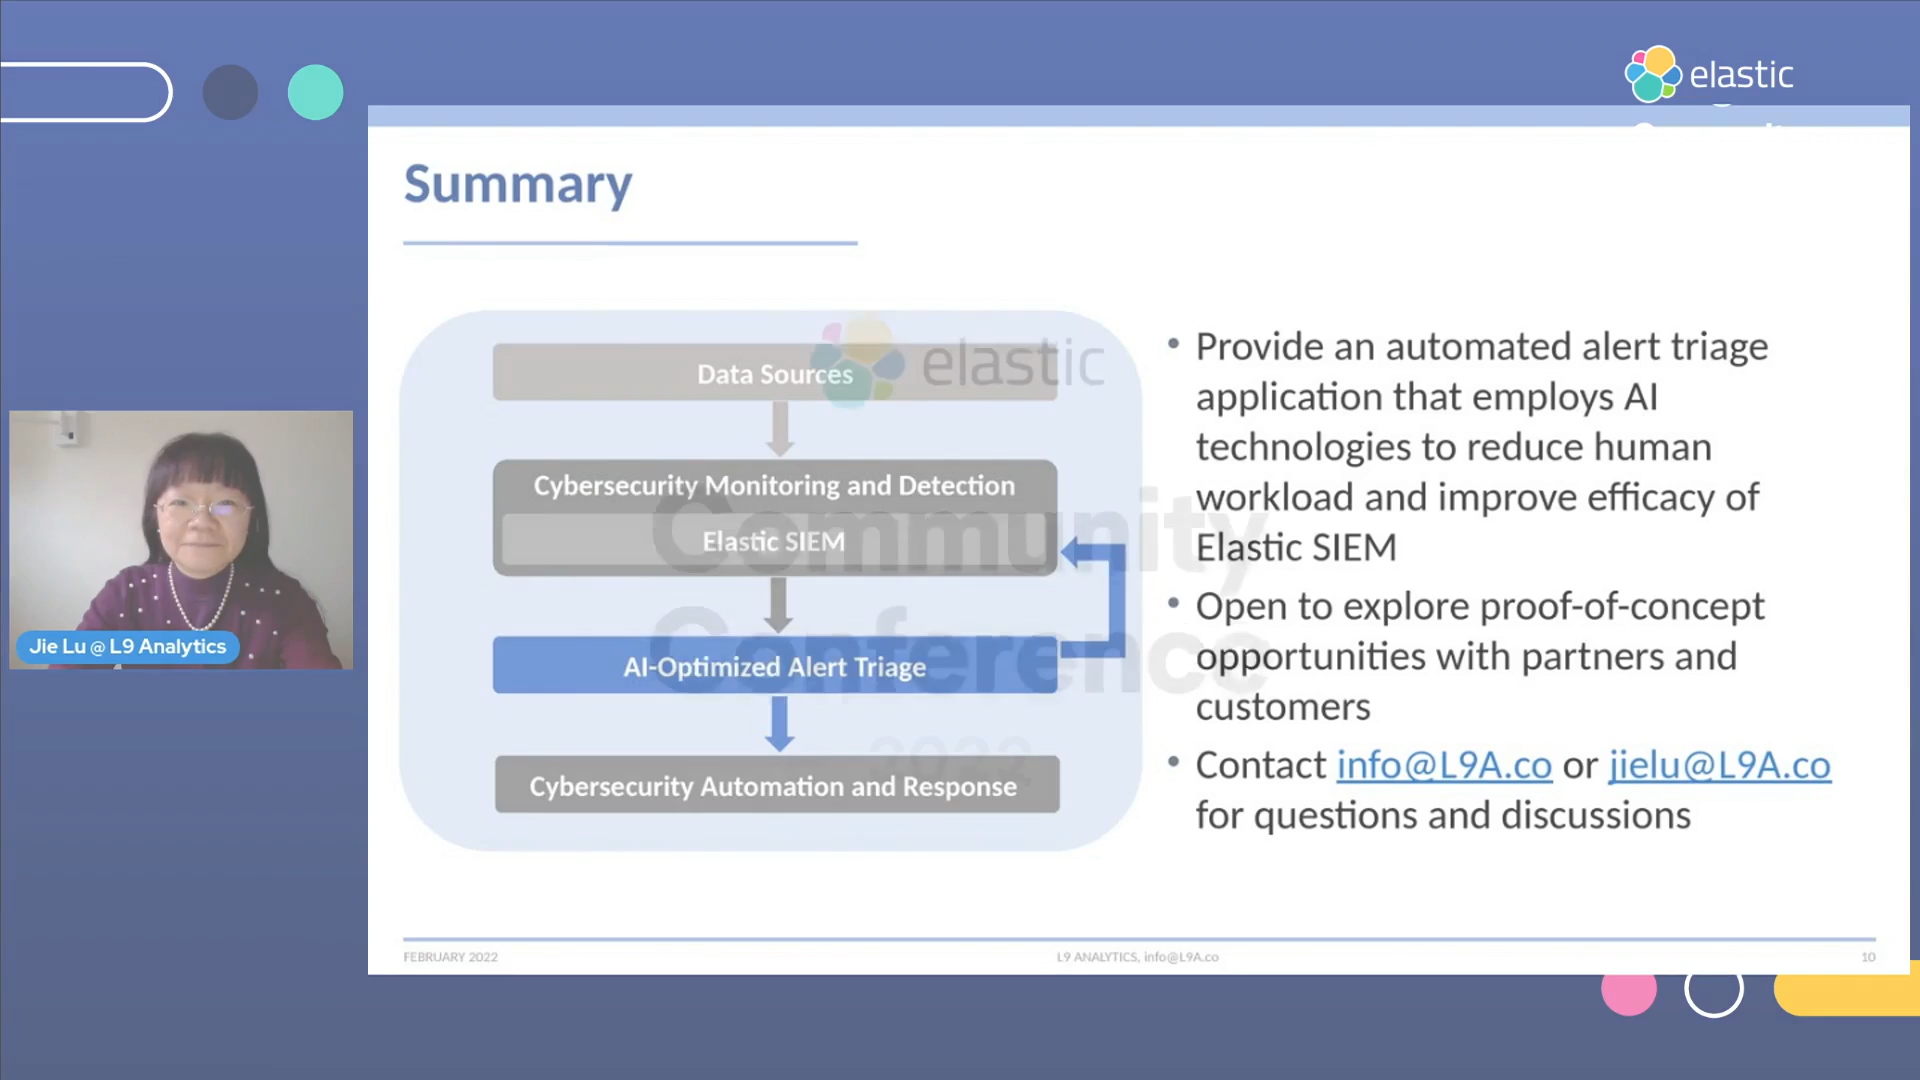 elastic
Summary
elastic
Data Sources
Cybersecurity Monitoring and Detection
Elastic SIEM
AI-Optimized Alert Triage
Cybersecurity Automation and Response
Community
Conference
2022
• Provide an automated alert triage
application that employs AI
technologies to reduce human
workload and improve efficacy of
Elastic SIEM
• Open to explore proof-of-concept
opportunities with partners and
customers
• Contact info@L9A.co or jielu@L9A.co
for questions and discussions
Jie Lu @ L9 Analytics
FEBRUARY 2022
L9 ANALYTICS, info@L9A.co
10